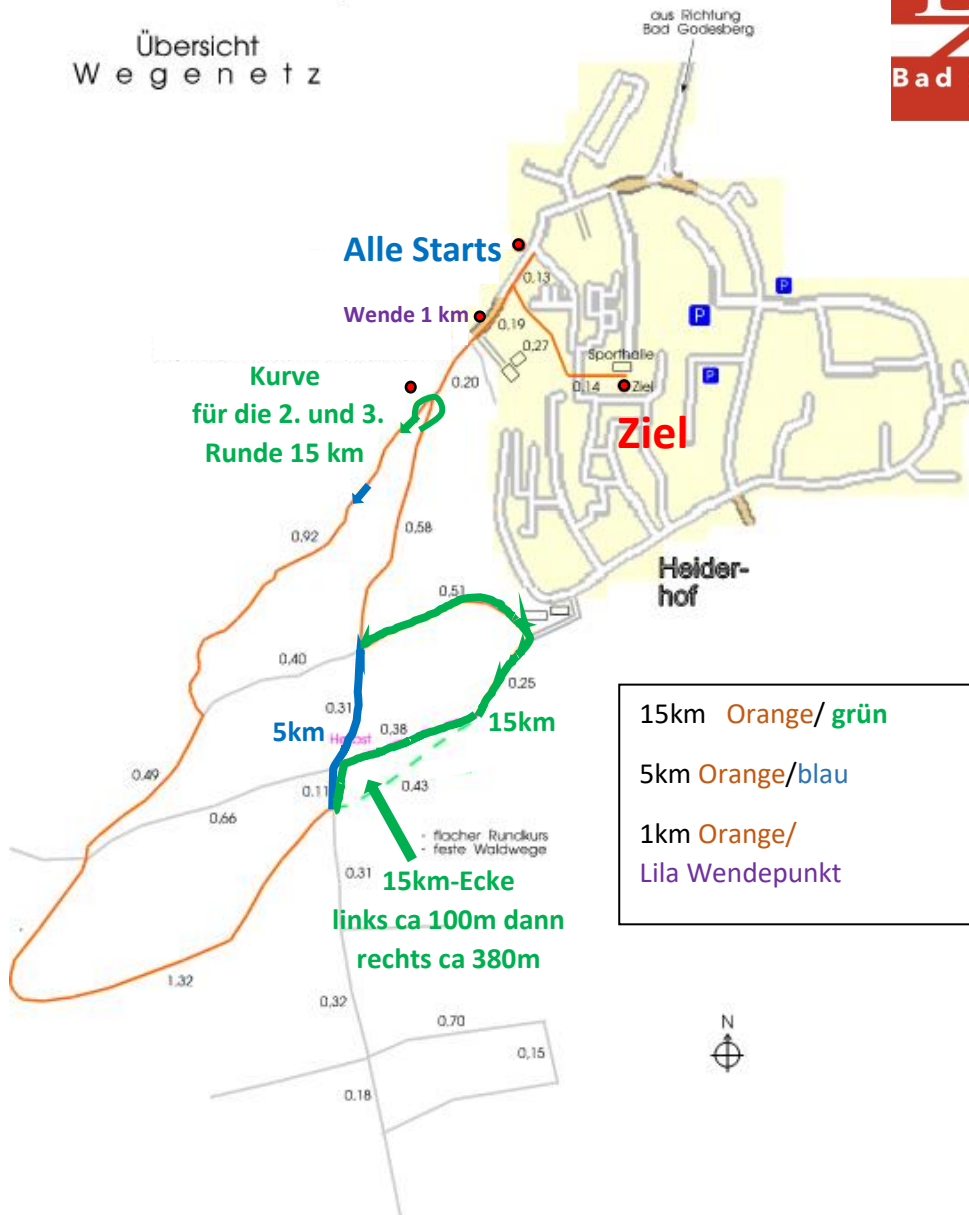 Übersicht
Wegenetz
aus Richtung
Bad Godesberg
Bad
Alle Starts
0,13
Wende 1 km
0,19
0,27
Sporthalle
0,20
0,14
Ziel
P
P
P
Kurve
für die 2. und 3.
Runde 15 km
Ziel
0,92
0,58
Heider-
hof
0,51
0,40
0,25
0,31
5km
15km
0,38
0,49
0,11
0,43
0,66
- flacher Rundkurs
- feste Waldwege
0,31
15km-Ecke
links ca 100m dann
rechts ca 380m
1,32
0,32
0,70
0,15
0,18
N
15km Orange/ grün
5km Orange/blau
1km Orange/
Lila Wendepunkt